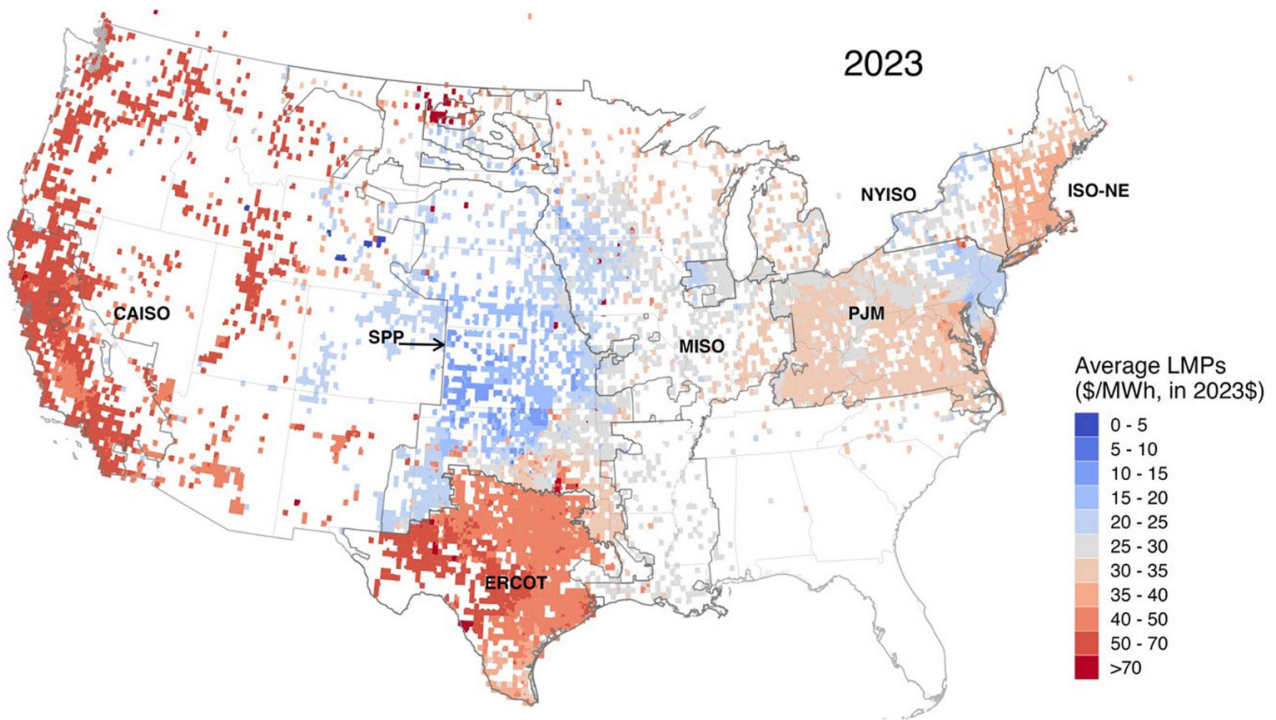 2023
NYISO
ISO-NE
CAISO
PJM
SPP
MISO
ERCOT
Average LMPs
($/MWh, in 2023$)
0 - 5
5 - 10
10 - 15
15 - 20
20 - 25
25 - 30
30 - 35
35 - 40
40 - 50
50 - 70
>70